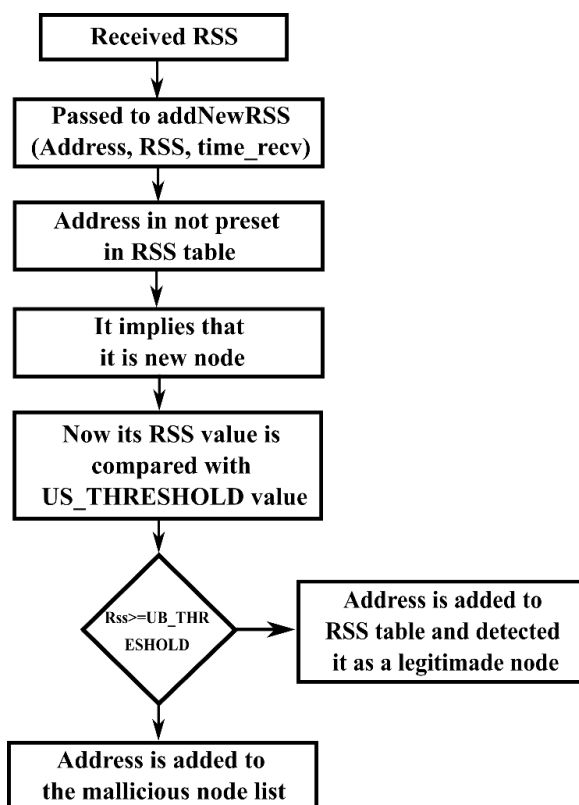 Received RSS
Passed to addNewRSS
(Address, RSS, time_recv)
Address in not preset
in RSS table
It implies that
it is new node
Now its RSS value is
compared with
US_THRESHOLD value
Rss>=UB_THR
ESHOLD
Address is added to
RSS table and detected
it as a legitimade node
Address is added to
the mallicious node list